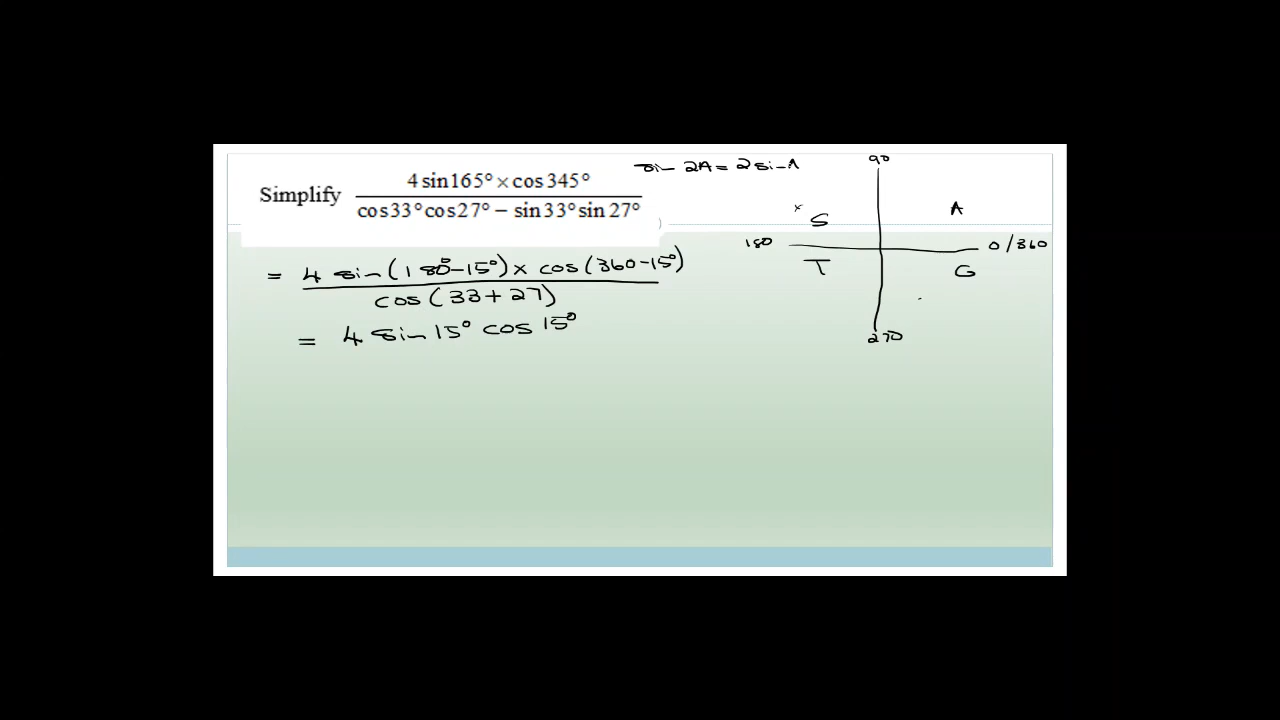 Simplify 4 sin165° × cos345° / cos33° cos27° − sin33° sin27°
sin 2A = 2 sin A
90
S
A
180
0/360
T
C
270
= 4 sin(180°−15°) × cos(360−15°)
cos(33+27)
= 4 sin 15° cos 15°